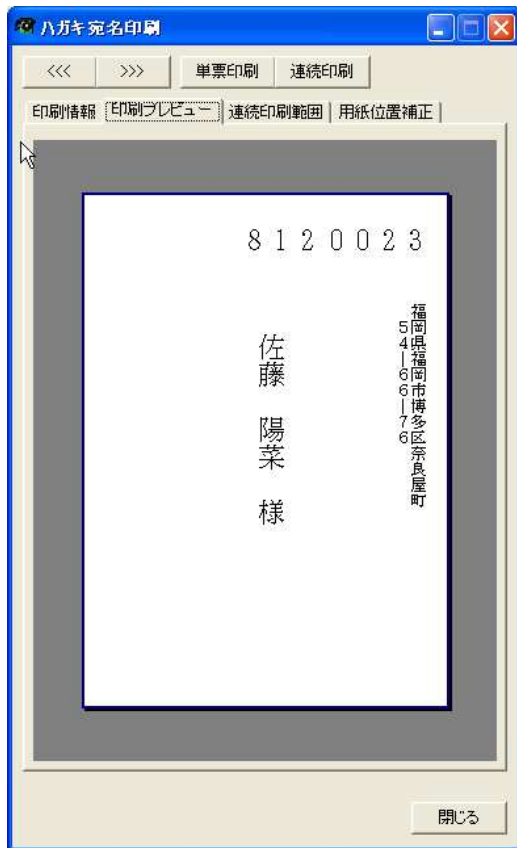 ハガキ宛名印刷
<<< >>> 単票印刷 連続印刷
印刷情報 印刷プレビュー 連続印刷範囲 用紙位置補正
8120023
福岡県福岡市博多区奈良屋町
54-66-76
佐藤 陽菜 様
閉じる